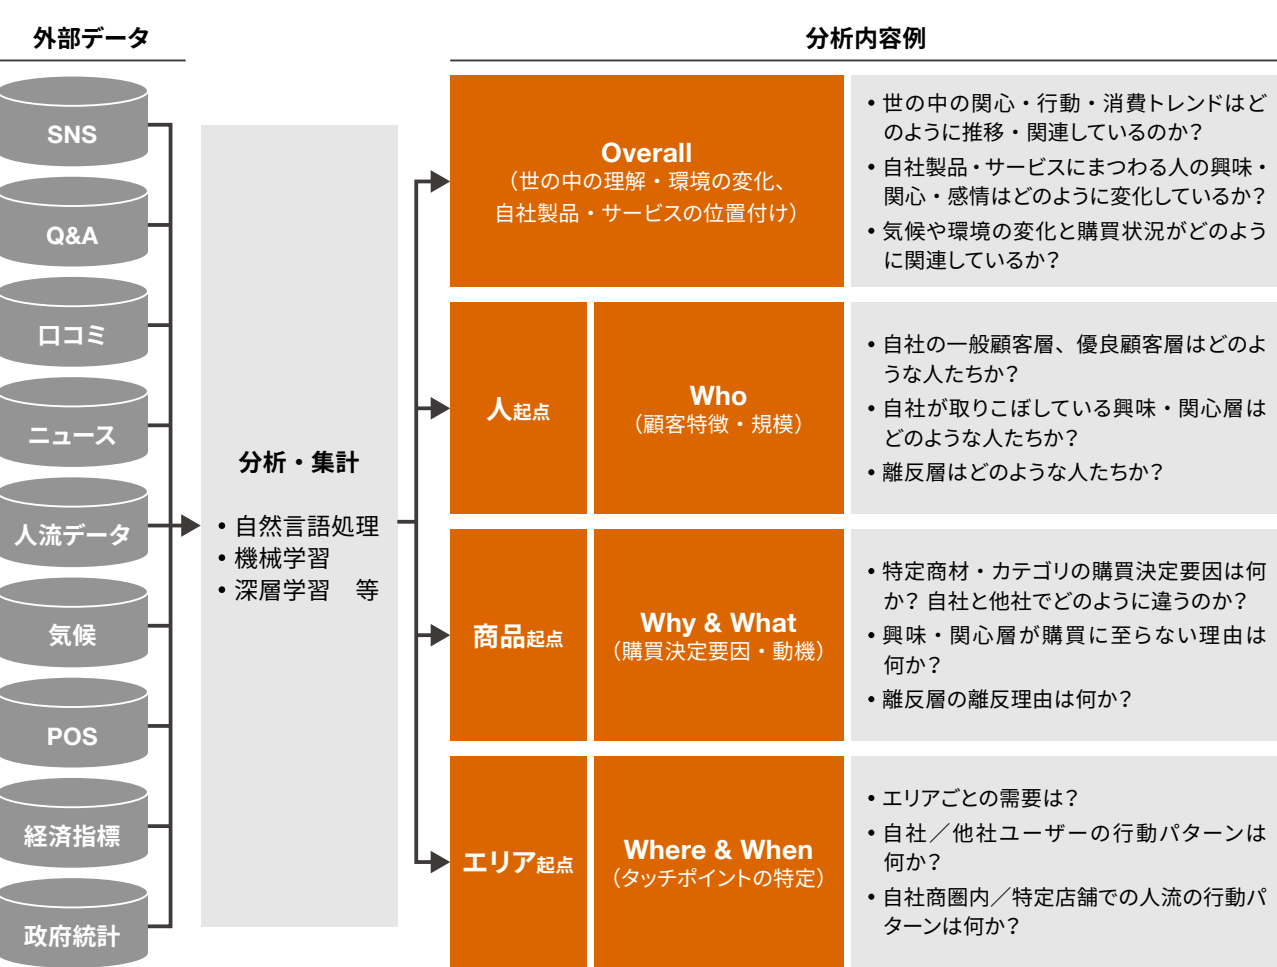 外部データ
SNS
Q&A
口コミ
ニュース
人流データ
気候
POS
経済指標
政府統計
分析・集計
• 自然言語処理
• 機械学習
• 深層学習　等
分析内容例
Overall
（世の中の理解・環境の変化、
自社製品・サービスの位置付け）
• 世の中の関心・行動・消費トレンドはど
のように推移・関連しているのか？
• 自社製品・サービスにまつわる人の興味・
関心・感情はどのように変化しているか？
• 気候や環境の変化と購買状況がどのよう
に関連しているか？
人起点
Who
（顧客特徴・規模）
• 自社の一般顧客層、優良顧客層はどのよ
うな人たちか？
• 自社が取りこぼしている興味・関心層は
どのような人たちか？
• 離反層はどのような人たちか？
商品起点
Why & What
（購買決定要因・動機）
• 特定商材・カテゴリの購買決定要因は何
か？ 自社と他社でどのように違うのか？
• 興味・関心層が購買に至らない理由は
何か？
• 離反層の離反理由は何か？
エリア起点
Where & When
（タッチポイントの特定）
• エリアごとの需要は？
• 自社／他社ユーザーの行動パターンは
何か？
• 自社商圏内／特定店舗での人流の行動パ
ターンは何か？